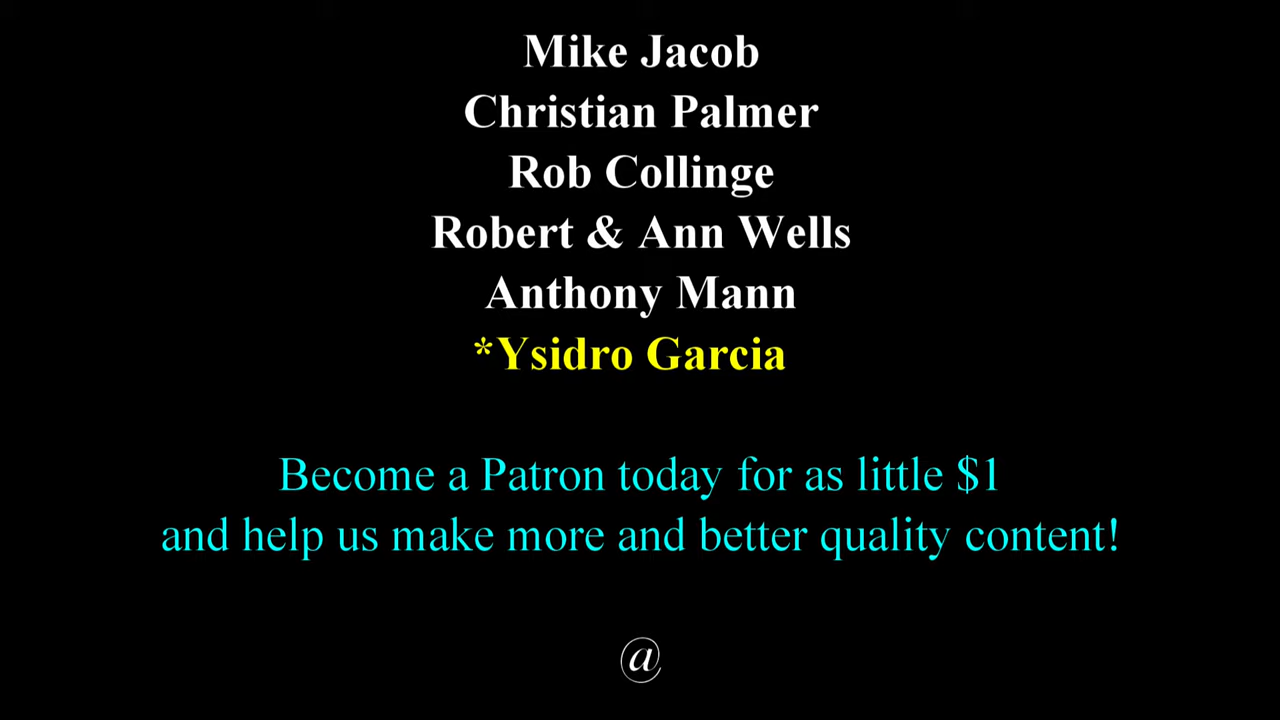 Mike Jacob
Christian Palmer
Rob Collinge
Robert & Ann Wells
Anthony Mann
*Ysidro Garcia
Become a Patron today for as little $1
and help us make more and better quality content!
@